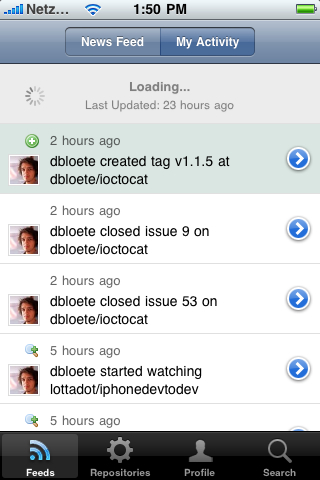 Netz...
1:50 PM
News Feed
My Activity
Loading...
Last Updated: 23 hours ago
2 hours ago
dbloete created tag v1.1.5 at
dbloete/ioctocat
2 hours ago
dbloete closed issue 9 on
dbloete/ioctocat
2 hours ago
dbloete closed issue 53 on
dbloete/ioctocat
5 hours ago
dbloete started watching
lottadot/iphonedevtodev
5 hours ago
Feeds
Repositories
Profile
Search